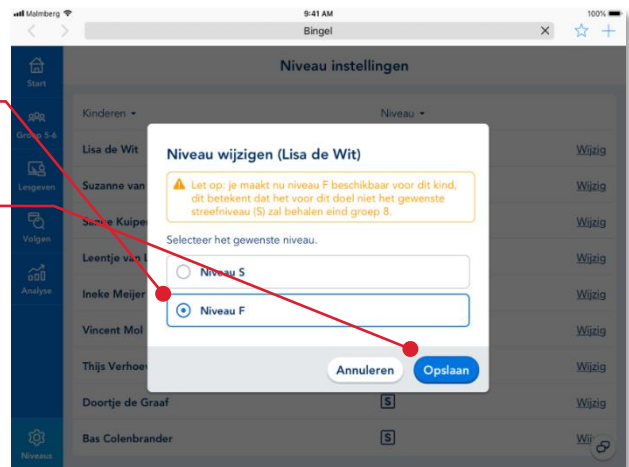 Malmberg
9:41 AM
100%
Bingel
Niveau instellingen
Start
Groep 5-6
Lesgeven
Volgen
Analyse
Niveaus
Kinderen
Niveau
Lisa de Wit
Wijzig
Suzanne van
Wijzig
Sanne Kuiper
Wijzig
Leentje van
Wijzig
Ineke Meijer
Wijzig
Vincent Mol
Wijzig
Thijs Verhoe
Wijzig
Doortje de Graaf
S
Wijzig
Bas Colenbrander
S
Niveau wijzigen (Lisa de Wit)
Let op: je maakt nu niveau F beschikbaar voor dit kind,
dit betekent dat het voor dit doel niet het gewenste
streefniveau (S) zal behalen eind groep 8.
Selecteer het gewenste niveau.
Niveau S
Niveau F
Annuleren
Opslaan